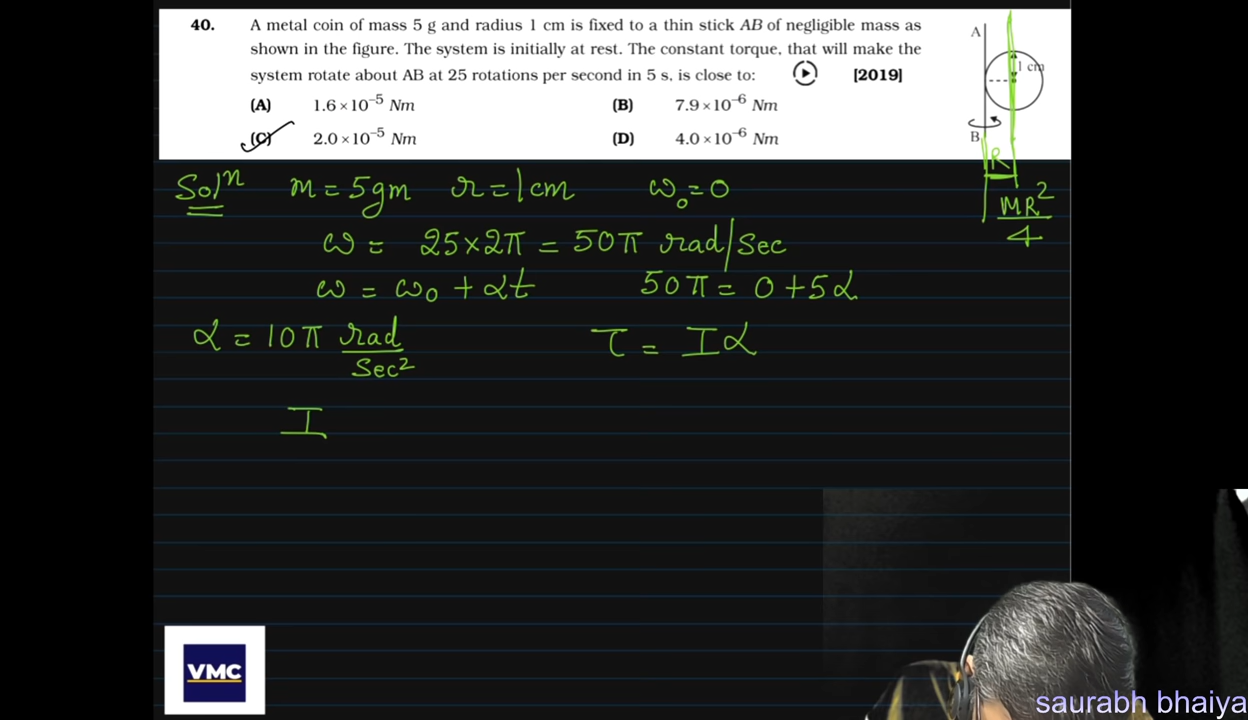 40. A metal coin of mass 5 g and radius 1 cm is fixed to a thin stick AB of negligible mass as
shown in the figure. The system is initially at rest. The constant torque, that will make the
system rotate about AB at 25 rotations per second in 5 s, is close to: [2019]
(A) 1.6 × 10⁻⁵ Nm (B) 7.9 × 10⁻⁶ Nm
(C) 2.0 × 10⁻⁵ Nm (D) 4.0 × 10⁻⁶ Nm
A
1 cm
B
R
MR²/4
Solⁿ m = 5gm r = 1cm ω₀ = 0
ω = 25×2π = 50π rad/Sec
ω = ω₀ + αt 50π = 0 + 5α
α = 10π rad/Sec² τ = Iα
I
VMC
saurabh bhaiya